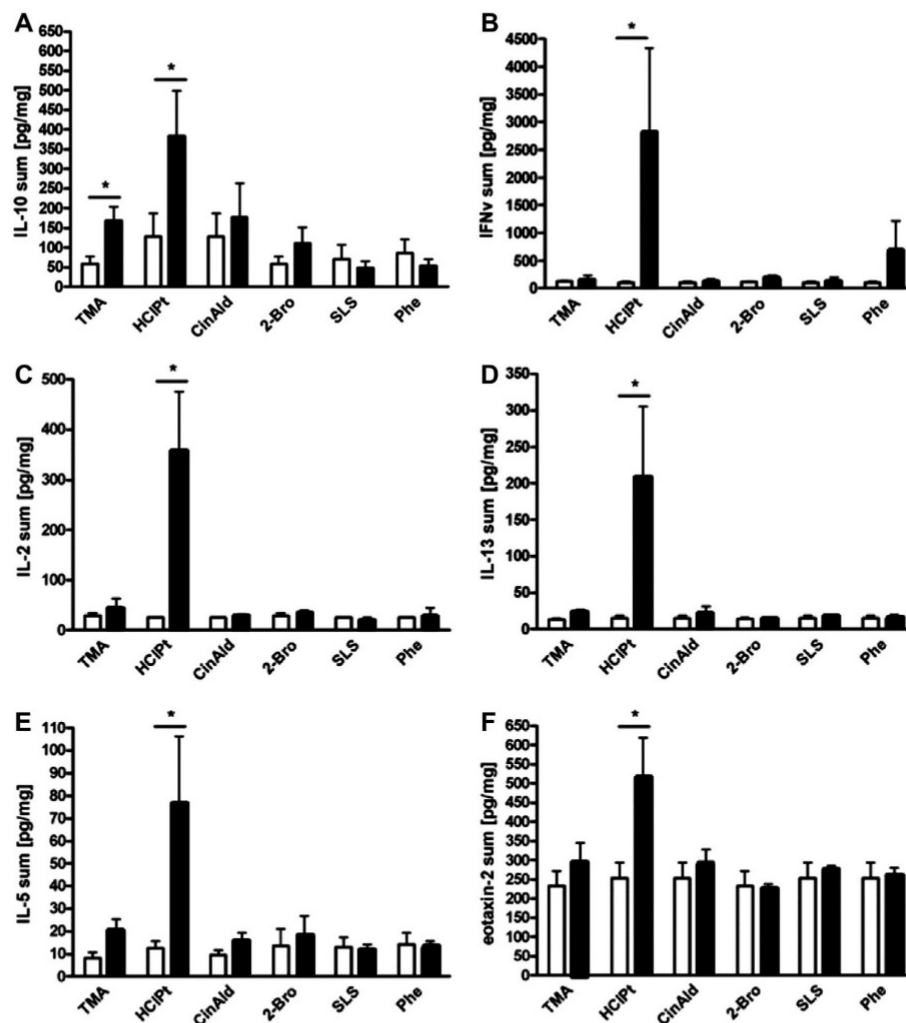 A
IL-10 sum [pg/mg]
650
600
550
500
450
400
350
300
250
200
150
100
50
0
*
*
TMA
HClPt
CinAld
2-Bro
SLS
Phe
B
IFNv sum [pg/mg]
4500
4000
3500
3000
2500
2000
1500
1000
500
0
*
TMA
HClPt
CinAld
2-Bro
SLS
Phe
C
IL-2 sum [pg/mg]
500
400
300
200
100
0
*
TMA
HClPt
CinAld
2-Bro
SLS
Phe
D
IL-13 sum [pg/mg]
350
300
250
200
150
100
50
0
*
TMA
HClPt
CinAld
2-Bro
SLS
Phe
E
IL-5 sum [pg/mg]
110
100
90
80
70
60
50
40
30
20
10
0
*
TMA
HClPt
CinAld
2-Bro
SLS
Phe
F
eotaxin-2 sum [pg/mg]
650
600
550
500
450
400
350
300
250
200
150
100
50
0
*
TMA
HClPt
CinAld
2-Bro
SLS
Phe